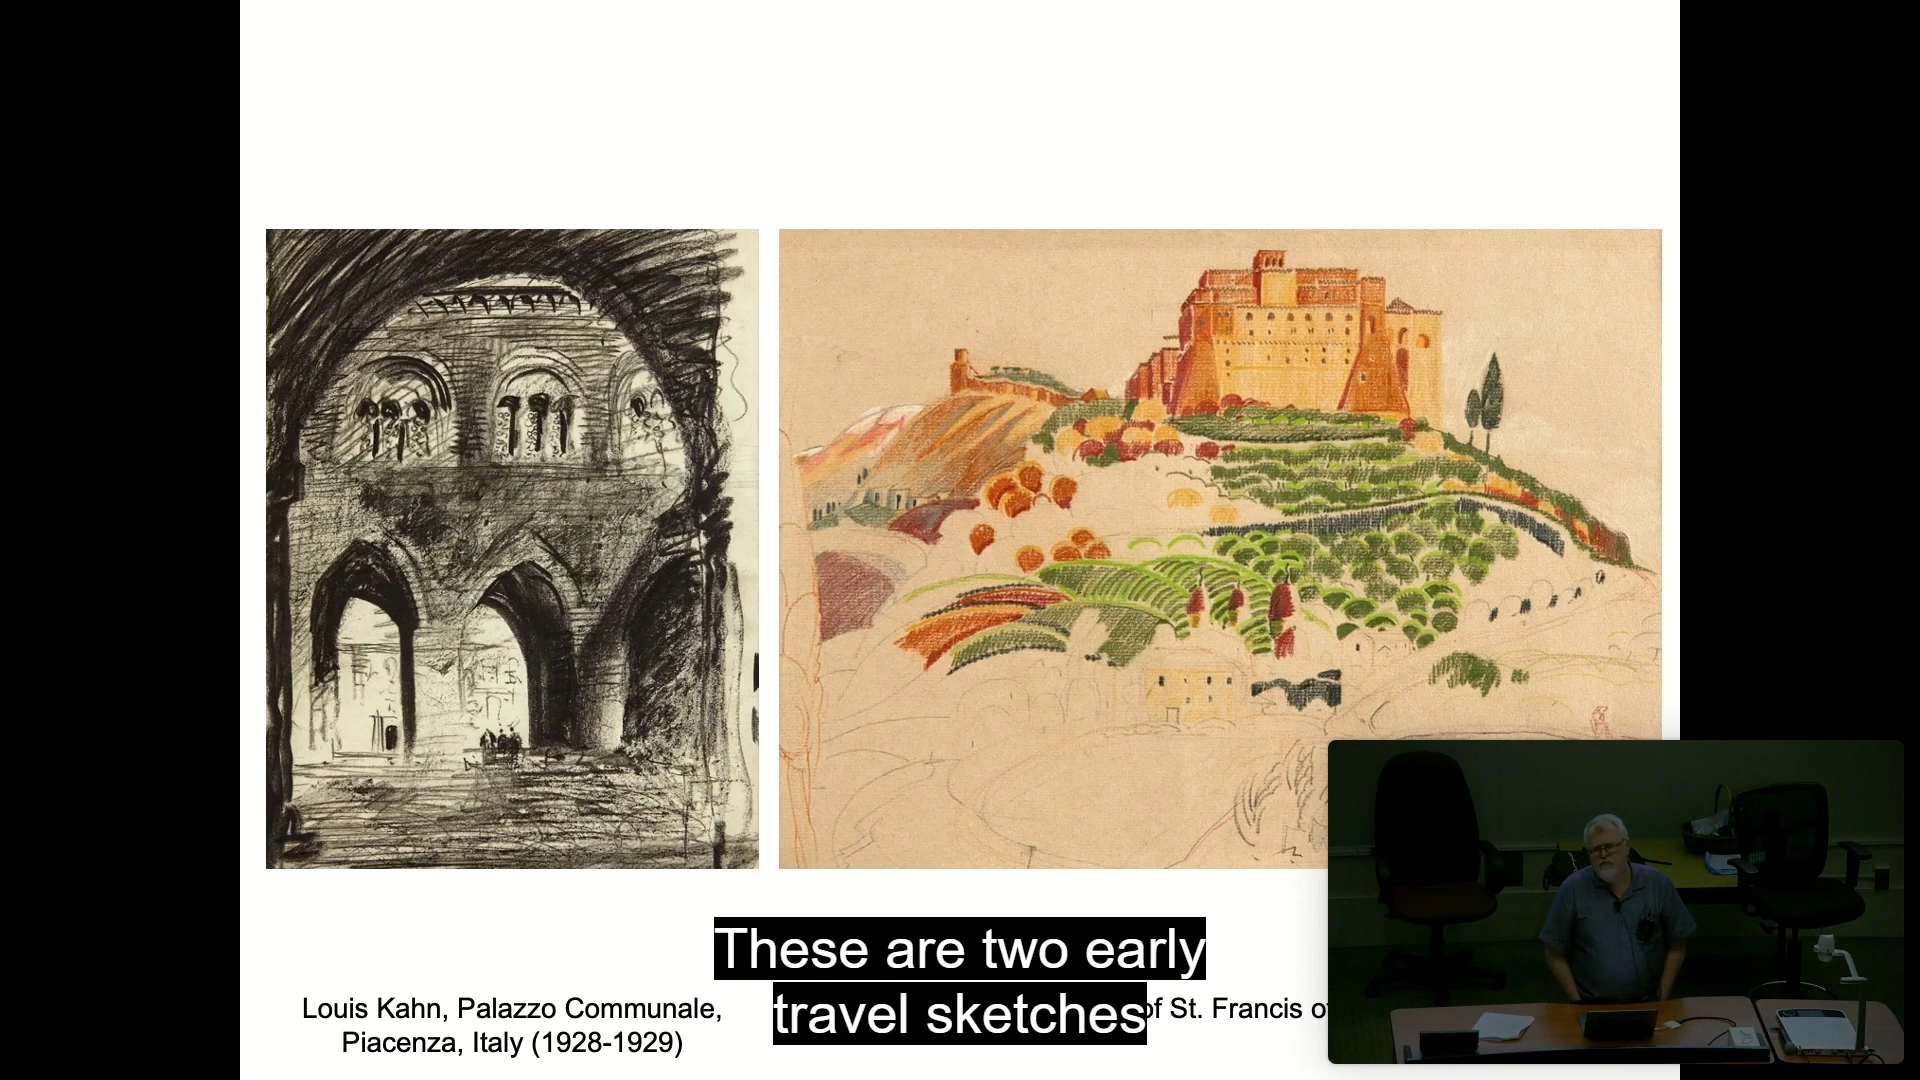 These are two early
travel sketches
Louis Kahn, Palazzo Communale,
Piacenza, Italy (1928-1929)
of St. Francis